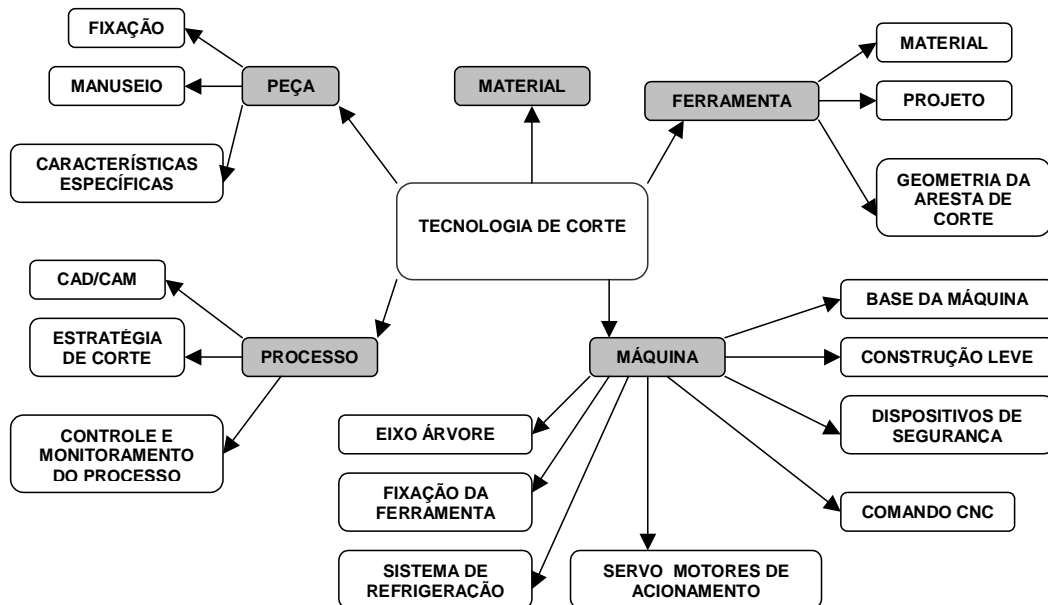 FIXAÇÃO
MANUSEIO
PEÇA
CARACTERÍSTICAS
ESPECÍFICAS
MATERIAL
FERRAMENTA
MATERIAL
PROJETO
GEOMETRIA DA
ARESTA DE
CORTE
TECNOLOGIA DE CORTE
CAD/CAM
ESTRATÉGIA
DE CORTE
PROCESSO
CONTROLE E
MONITORAMENTO
DO PROCESSO
MÁQUINA
BASE DA MÁQUINA
CONSTRUÇÃO LEVE
DISPOSITIVOS DE
SEGURANÇA
COMANDO CNC
EIXO ÁRVORE
FIXAÇÃO DA
FERRAMENTA
SISTEMA DE
REFRIGERAÇÃO
SERVO MOTORES DE
ACIONAMENTO